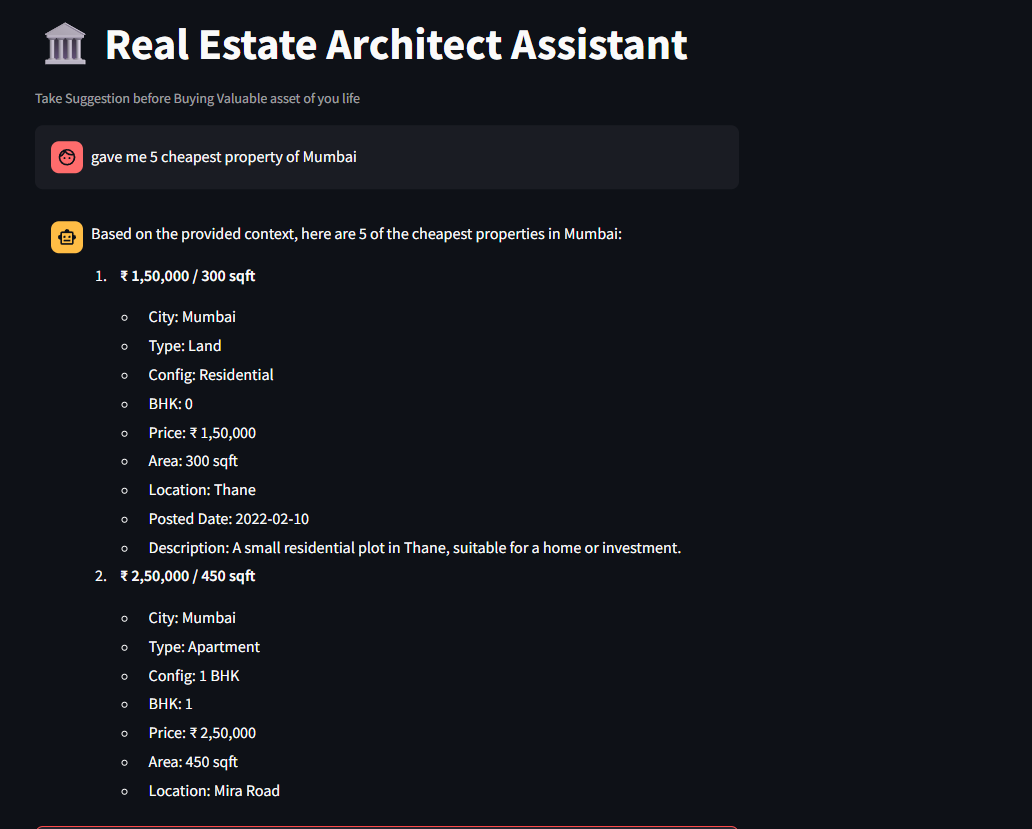 Real Estate Architect Assistant
Take Suggestion before Buying Valuable asset of you life
gave me 5 cheapest property of Mumbai
Based on the provided context, here are 5 of the cheapest properties in Mumbai:
1. ₹ 1,50,000 / 300 sqft
City: Mumbai
Type: Land
Config: Residential
BHK: 0
Price: ₹ 1,50,000
Area: 300 sqft
Location: Thane
Posted Date: 2022-02-10
Description: A small residential plot in Thane, suitable for a home or investment.
2. ₹ 2,50,000 / 450 sqft
City: Mumbai
Type: Apartment
Config: 1 BHK
BHK: 1
Price: ₹ 2,50,000
Area: 450 sqft
Location: Mira Road